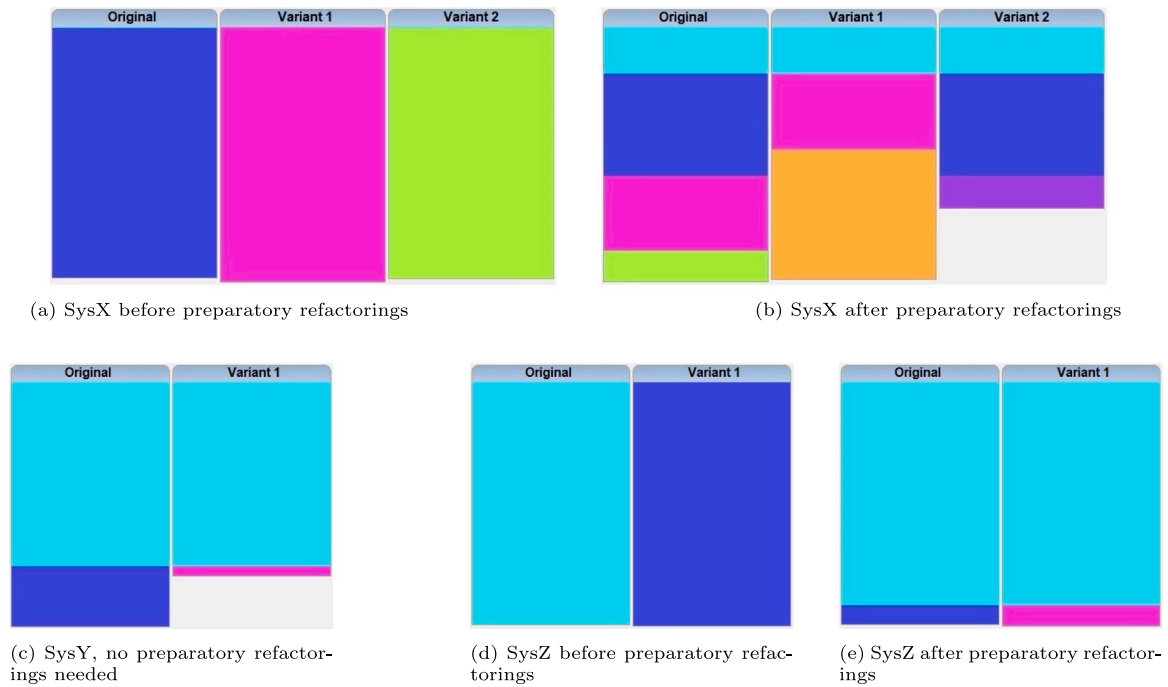 Original Variant 1 Variant 2
Original Variant 1 Variant 2
(a) SysX before preparatory refactorings
(b) SysX after preparatory refactorings
Original Variant 1
Original Variant 1
Original Variant 1
(c) SysY, no preparatory refactor-
ings needed
(d) SysZ before preparatory refac-
torings
(e) SysZ after preparatory refactor-
ings